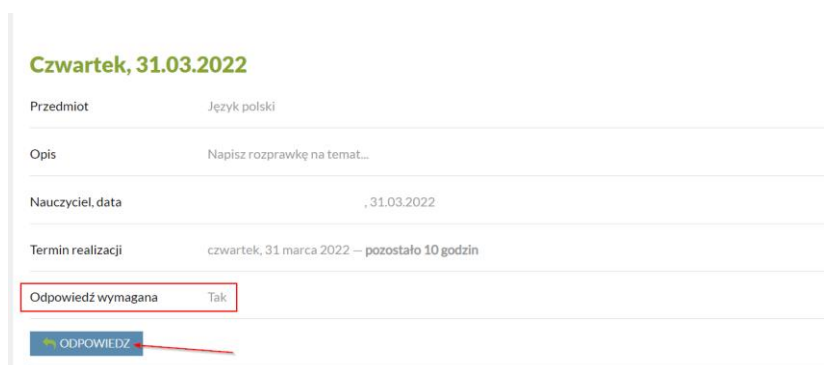 Czwartek, 31.03.2022
Przedmiot Język polski
Opis Napisz rozprawkę na temat...
Nauczyciel, data , 31.03.2022
Termin realizacji czwartek, 31 marca 2022 — pozostało 10 godzin
Odpowiedź wymagana Tak
ODPOWIEDZ